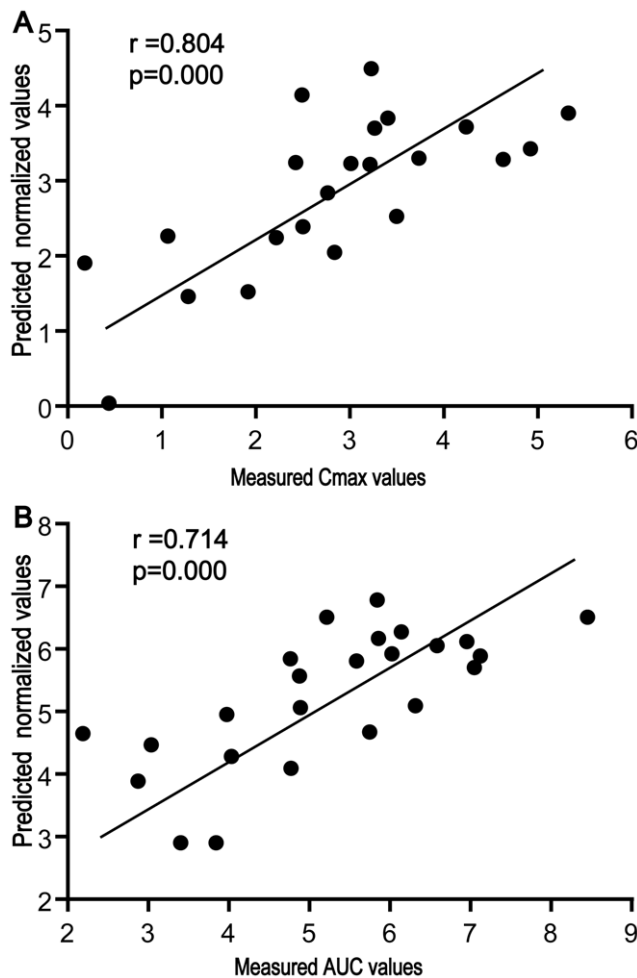 A
r =0.804
p=0.000
Predicted normalized values
5
4
3
2
1
0
0 1 2 3 4 5 6
Measured Cmax values
B
r =0.714
p=0.000
Predicted normalized values
8
7
6
5
4
3
2
2 3 4 5 6 7 8 9
Measured AUC values